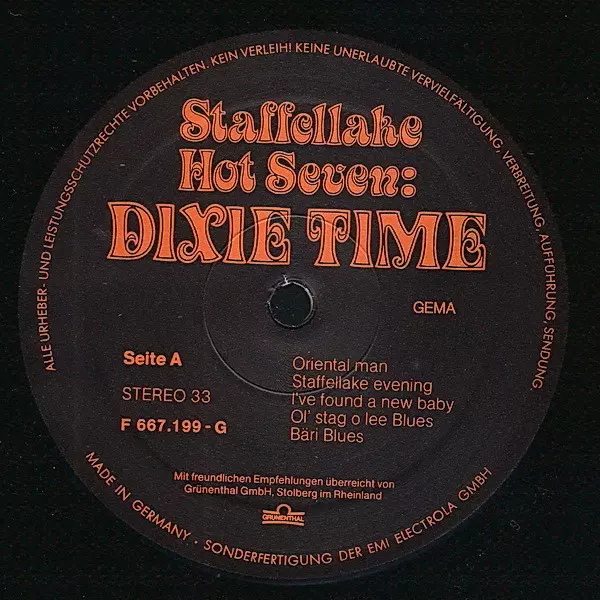 ALLE URHEBER- UND LEISTUNGSSCHUTZRECHTE VORBEHALTEN. KEIN VERLEIH! KEINE UNERLAUBTE VERVIELFÄLTIGUNG, VERBREITUNG, AUFFÜHRUNG, SENDUNG.
Staffellake
Hot Seven:
DIXIE TIME
GEMA
Seite A
STEREO 33
F 667.199-G
Oriental man
Staffellake evening
I've found a new baby
Ol' stag o lee Blues
Bäri Blues
Mit freundlichen Empfehlungen überreicht von
Grünenthal GmbH, Stolberg im Rheinland
GRÜNENTHAL
MADE IN GERMANY · SONDERFERTIGUNG DER EMI ELECTROLA GMBH